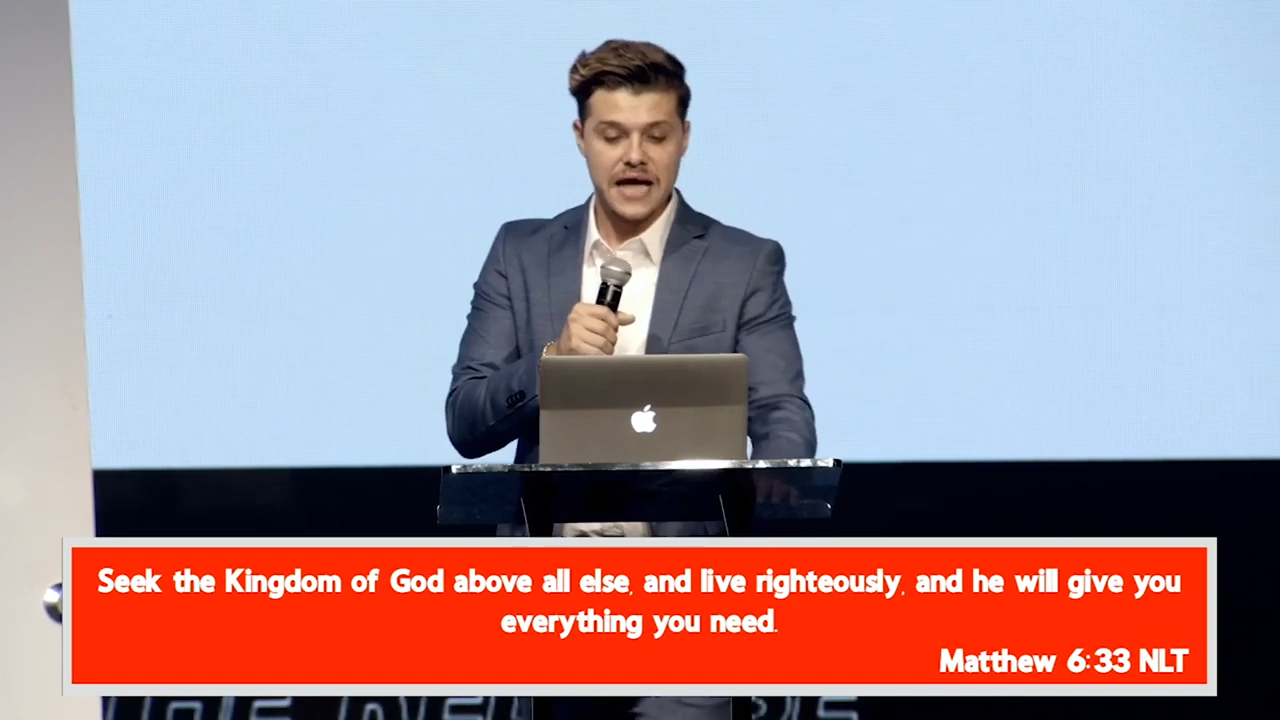 Seek the Kingdom of God above all else, and live righteously, and he will give you
everything you need.
Matthew 6:33 NLT
THE